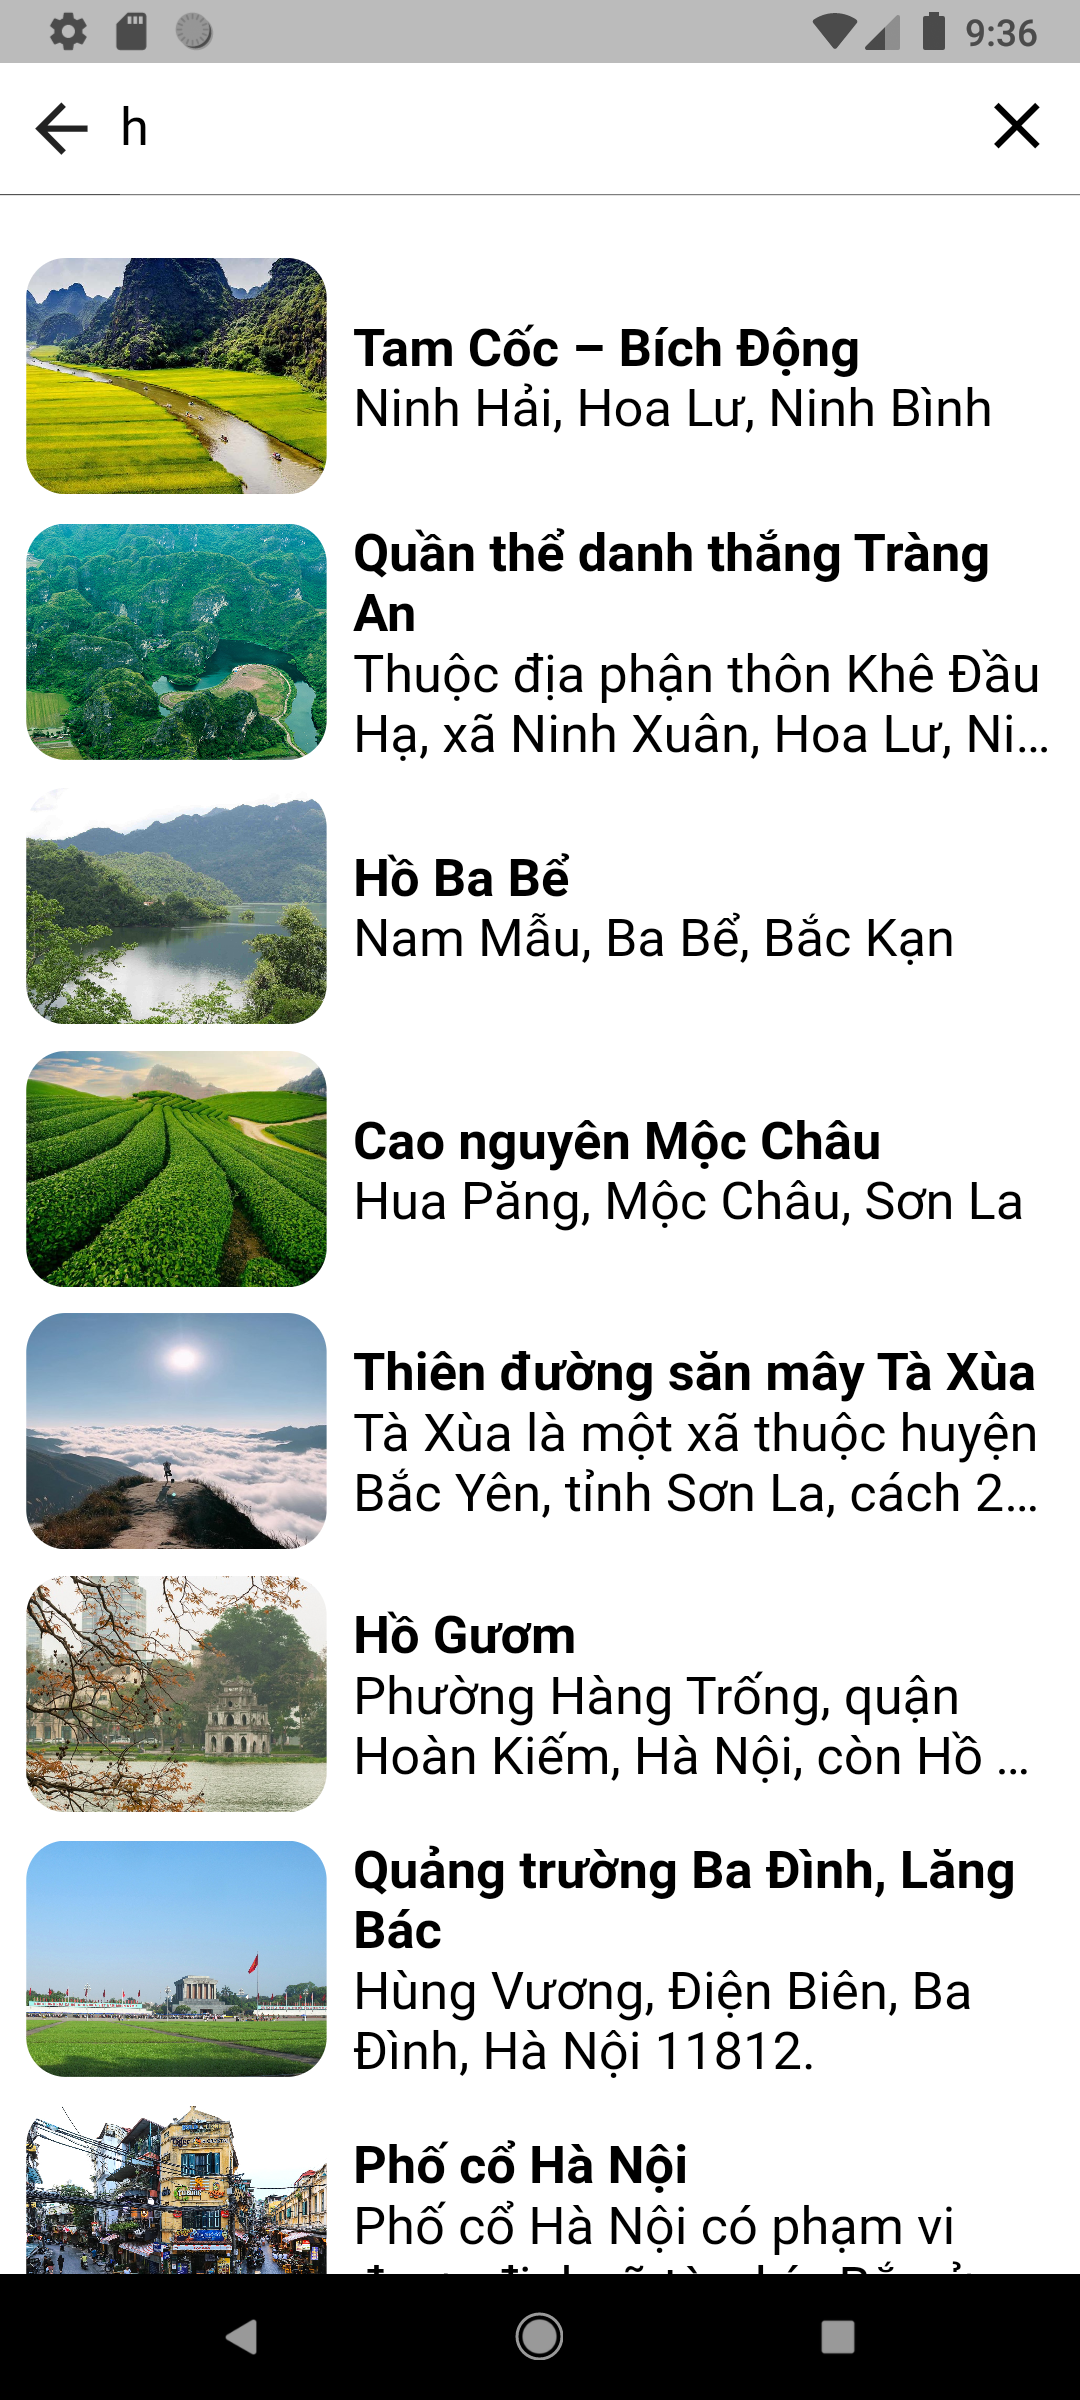 9:36
h
Tam Cốc – Bích Động
Ninh Hải, Hoa Lư, Ninh Bình
Quần thể danh thắng Tràng
An
Thuộc địa phận thôn Khê Đầu
Hạ, xã Ninh Xuân, Hoa Lư, Ni...
Hồ Ba Bể
Nam Mẫu, Ba Bể, Bắc Kạn
Cao nguyên Mộc Châu
Hua Păng, Mộc Châu, Sơn La
Thiên đường săn mây Tà Xùa
Tà Xùa là một xã thuộc huyện
Bắc Yên, tỉnh Sơn La, cách 2...
Hồ Gươm
Phường Hàng Trống, quận
Hoàn Kiếm, Hà Nội, còn Hồ ...
Quảng trường Ba Đình, Lăng
Bác
Hùng Vương, Điện Biên, Ba
Đình, Hà Nội 11812.
Phố cổ Hà Nội
Phố cổ Hà Nội có phạm vi